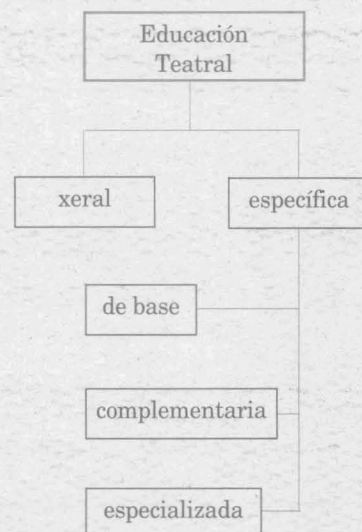 Educación
Teatral
xeral
específica
de base
complementaria
especializada